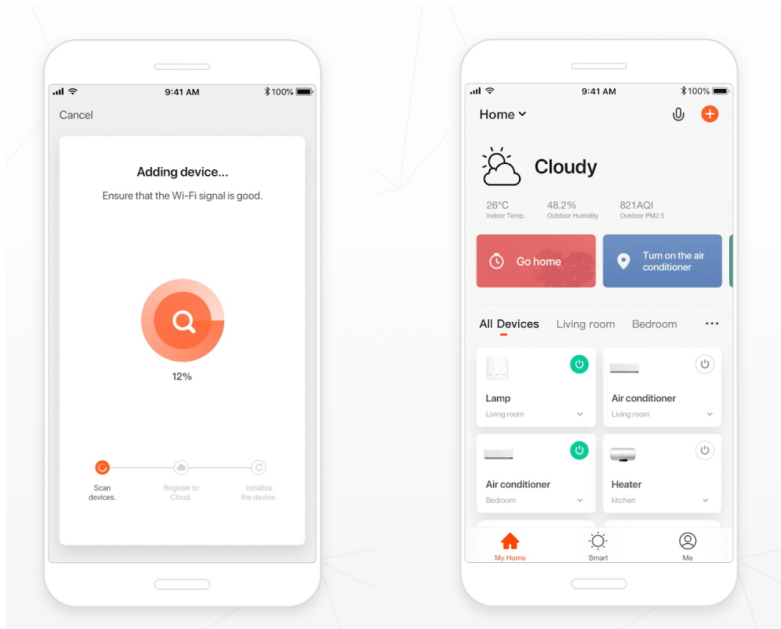 9:41 AM
100%
Cancel
Adding device...
Ensure that the Wi-Fi signal is good.
12%
Scan
devices.
Register to
Cloud.
Initialize
the device.
9:41 AM
100%
Home
Cloudy
26°C
48.2%
821AQI
Indoor Temp.
Outdoor Humidity
Outdoor PM2.5
Go home
Turn on the air
conditioner
All Devices
Living room
Bedroom
Lamp
Living room
Air conditioner
Living room
Air conditioner
Bedroom
Heater
kitchen
My Home
Smart
Me